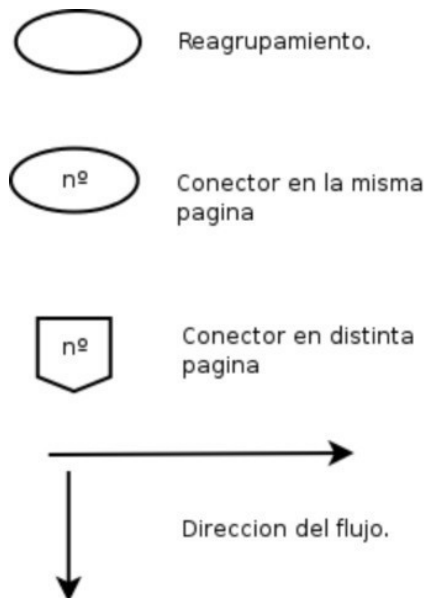 Reagrupamiento.
nº
Conector en la misma
pagina
nº
Conector en distinta
pagina
Direccion del flujo.